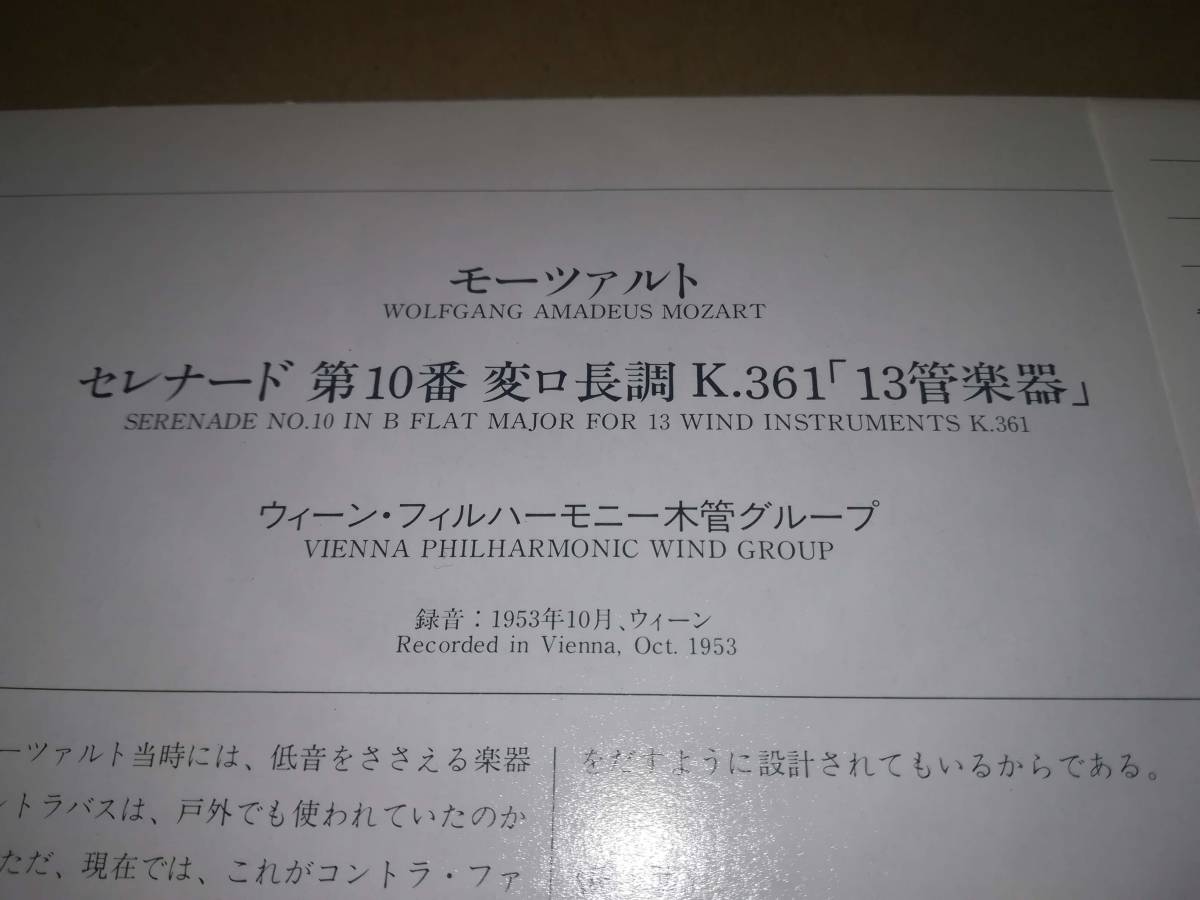 モーツァルト
WOLFGANG AMADEUS MOZART
セレナード 第10番 変ロ長調 K.361「13管楽器」
SERENADE NO.10 IN B FLAT MAJOR FOR 13 WIND INSTRUMENTS K.361
ウィーン・フィルハーモニー木管グループ
VIENNA PHILHARMONIC WIND GROUP
録音：1953年10月、ウィーン
Recorded in Vienna, Oct. 1953
ーツァルト当時には、低音をささえる楽器
ントラバスは、戸外でも使われていたのか
ただ、現在では、これがコントラ・ファ
をだすように設計されてもいるからである。